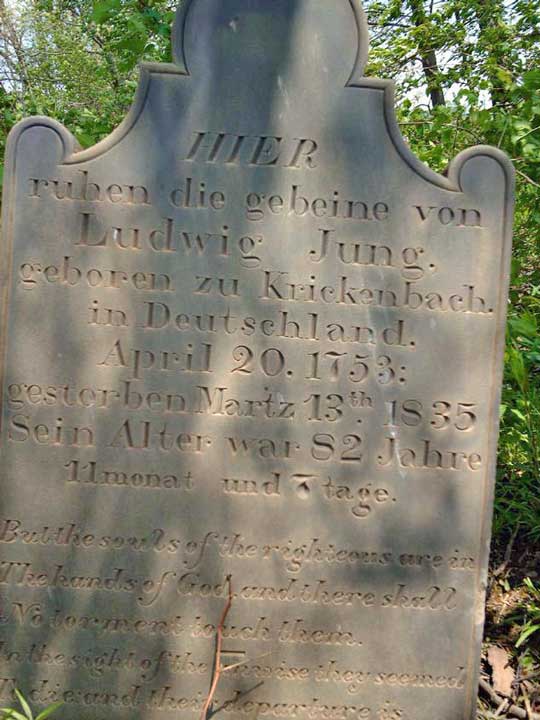 HIER
ruhen die gebeine von
Ludwig Jung,
geboren zu Krickenbach.
in Deutschland.
April 20. 1753:
gestorben Martz 13th. 1835
Sein Alter war 82 Jahre
11 monat und 7 tage.
But the souls of the righteous are in
The hands of God, and there shall
No torment touch them.
In the sight of the unwise they seemed
To die: and their departure is